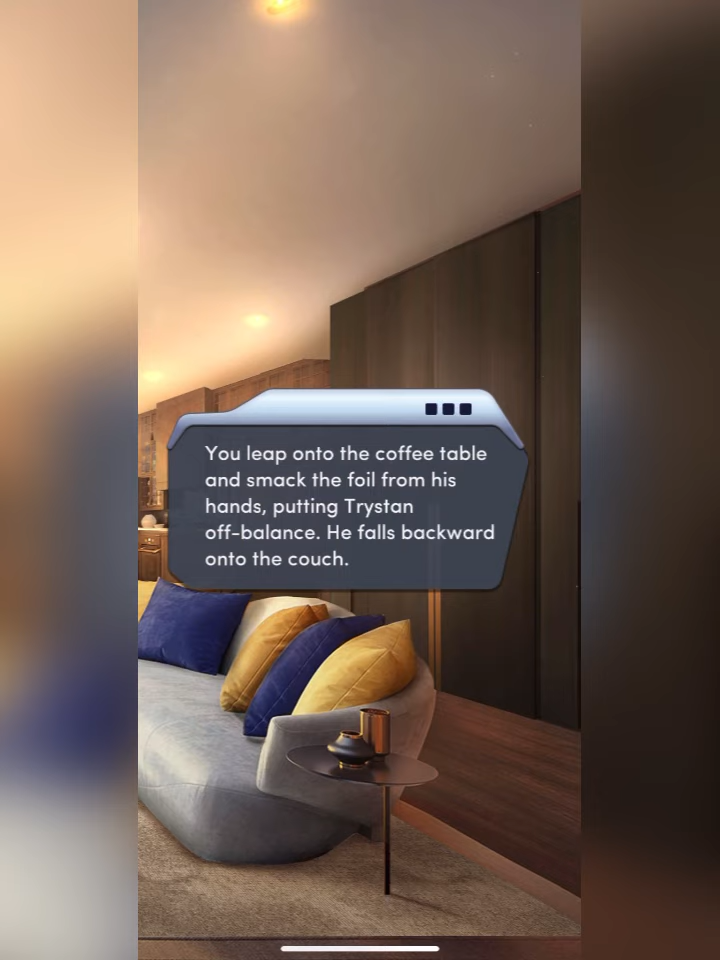 You leap onto the coffee table
and smack the foil from his
hands, putting Trystan
off-balance. He falls backward
onto the couch.